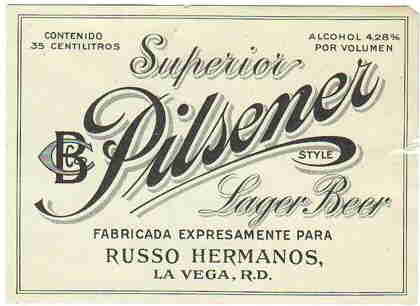 CONTENIDO
35 CENTILITROS
ALCOHOL 4,28%
POR VOLUMEN
Superior
Pilsener
STYLE
Lager Beer
FABRICADA EXPRESAMENTE PARA
RUSSO HERMANOS,
LA VEGA, R.D.